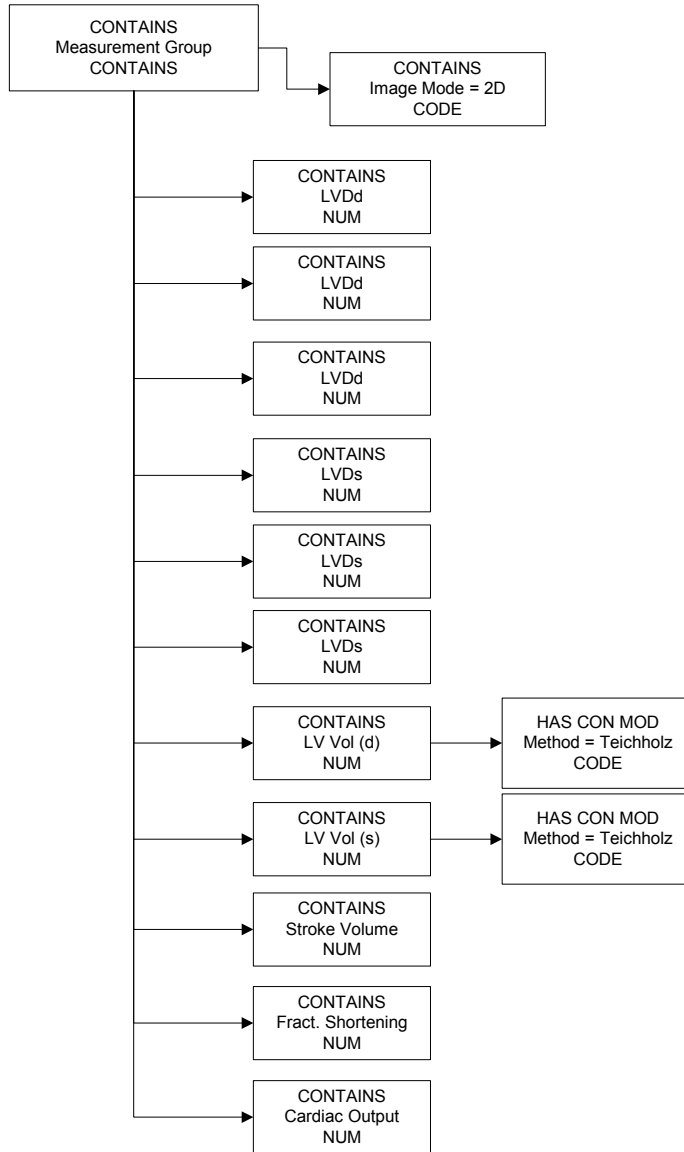 CONTAINS
Measurement Group
CONTAINS
CONTAINS
Image Mode = 2D
CODE
CONTAINS
LVDd
NUM
CONTAINS
LVDd
NUM
CONTAINS
LVDd
NUM
CONTAINS
LVDs
NUM
CONTAINS
LVDs
NUM
CONTAINS
LVDs
NUM
CONTAINS
LV Vol (d)
NUM
HAS CON MOD
Method = Teichholz
CODE
CONTAINS
LV Vol (s)
NUM
HAS CON MOD
Method = Teichholz
CODE
CONTAINS
Stroke Volume
NUM
CONTAINS
Fract. Shortening
NUM
CONTAINS
Cardiac Output
NUM